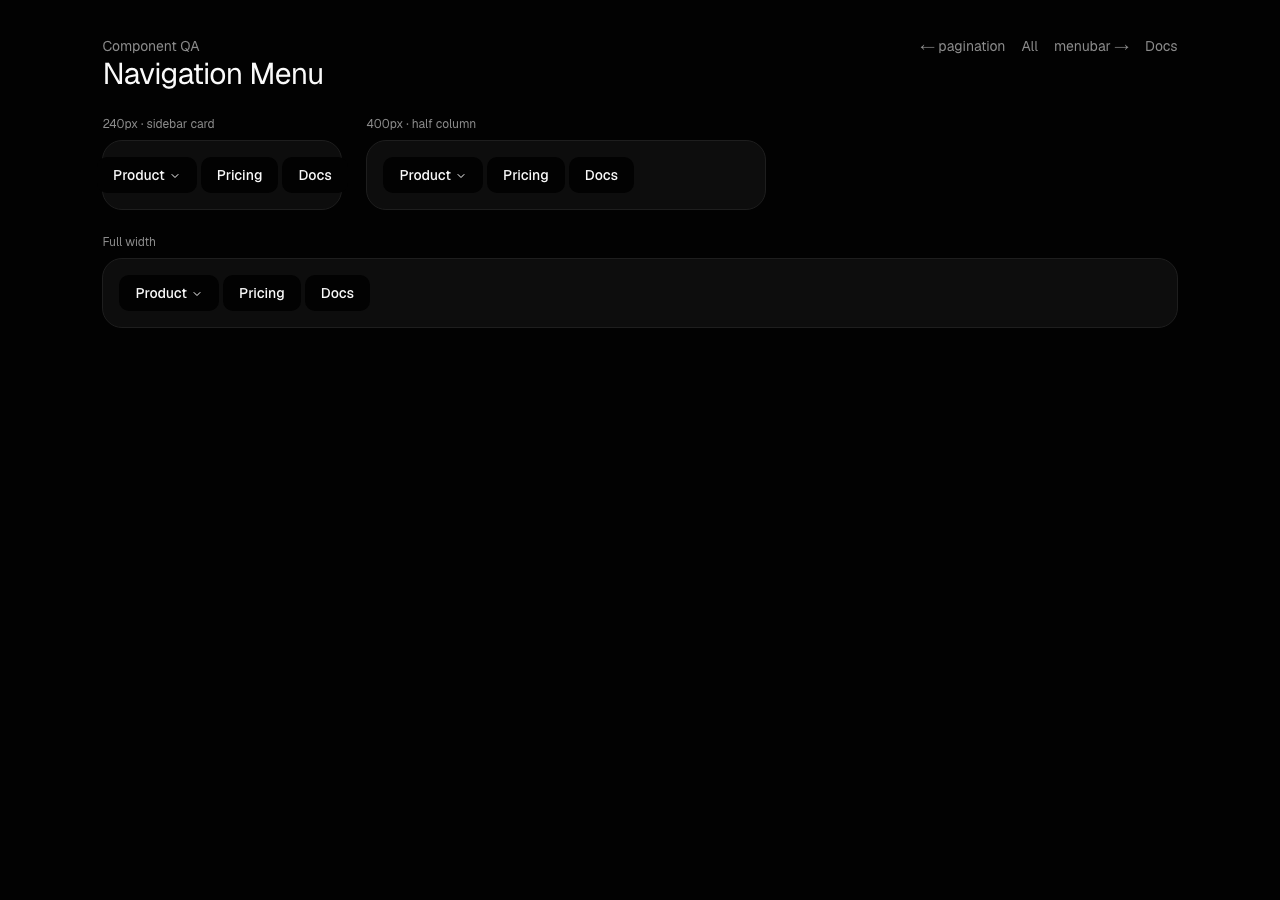 Component QA
← pagination All menubar → Docs
Navigation Menu
240px · sidebar card
400px · half column
Product Pricing Docs
Product Pricing Docs
Full width
Product Pricing Docs